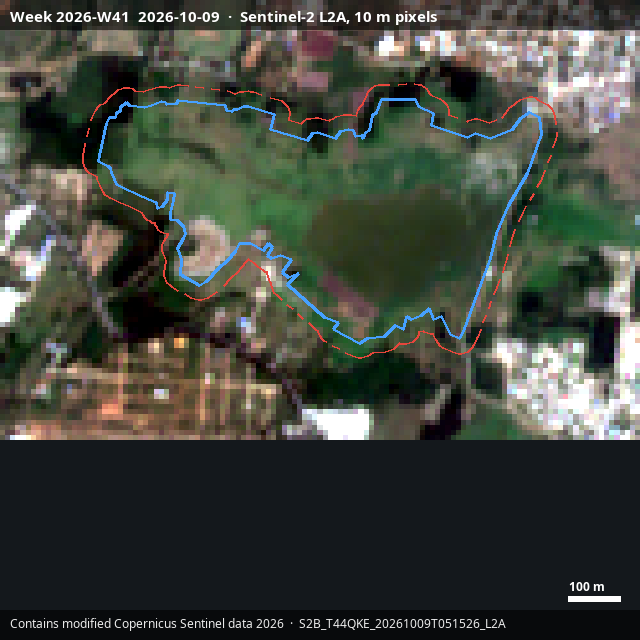 Week 2026-W41  2026-10-09  ·  Sentinel-2 L2A, 10 m pixels
100 m
Contains modified Copernicus Sentinel data 2026  ·  S2B_T44QKE_20261009T051526_L2A